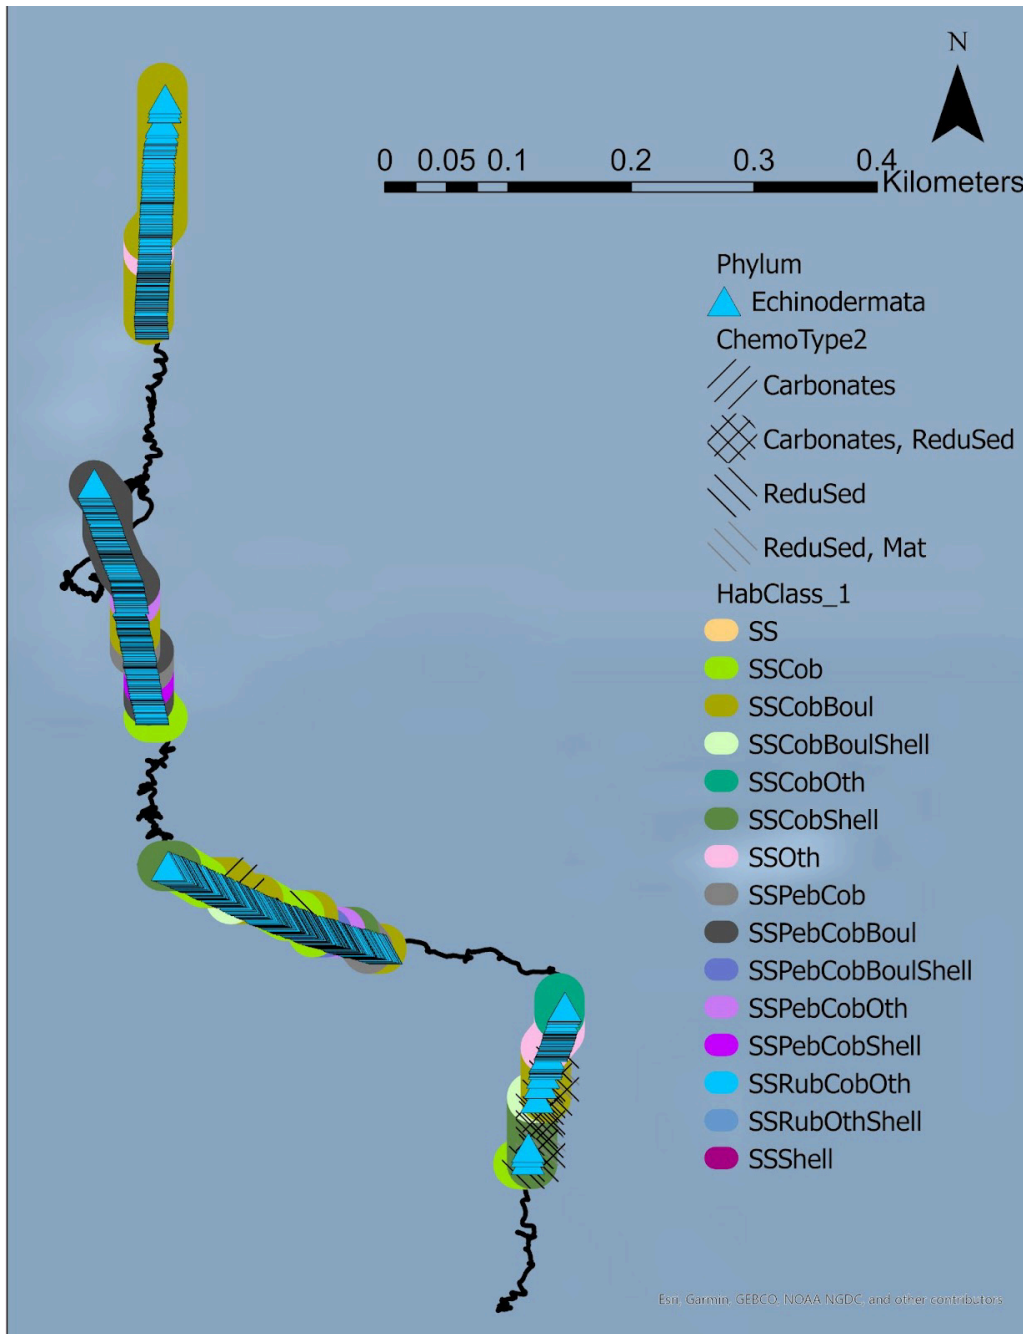 N
0 0.05 0.1 0.2 0.3 0.4
Kilometers
Phylum
Echinodermata
ChemoType2
Carbonates
Carbonates, ReduSed
ReduSed
ReduSed, Mat
HabClass_1
SS
SSCob
SSCobBoul
SSCobBoulShell
SSCobOth
SSCobShell
SSOth
SSPebCob
SSPebCobBoul
SSPebCobBoulShell
SSPebCobOth
SSPebCobShell
SSRubCobOth
SSRubOthShell
SSShell
Esri, Garmin, GEBCO, NOAA NGDC, and other contributors